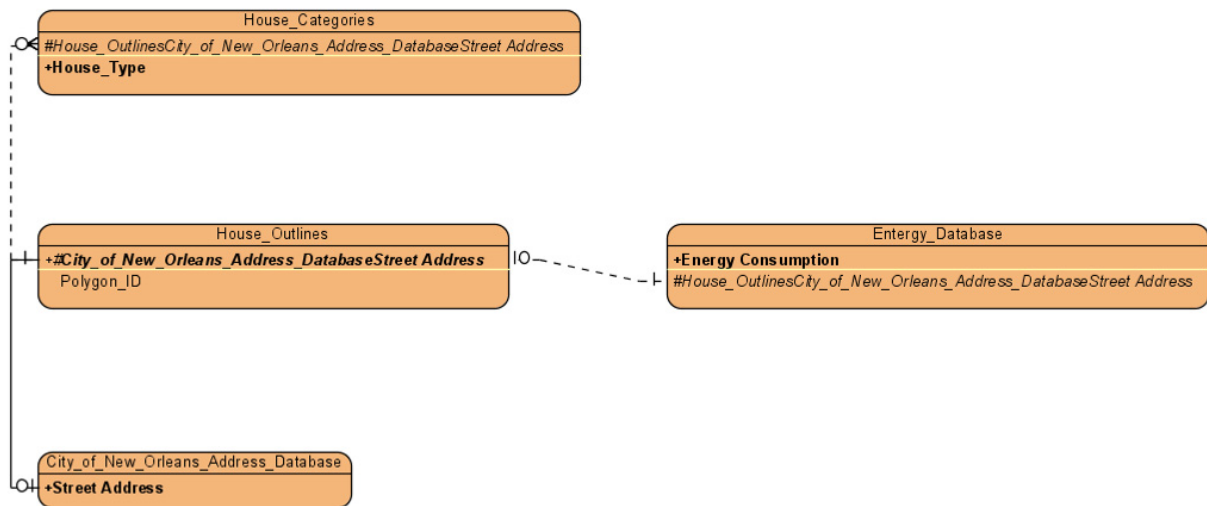 House_Categories
#House_OutlinesCity_of_New_Orleans_Address_DatabaseStreet Address
+House_Type
House_Outlines
+#City_of_New_Orleans_Address_DatabaseStreet Address
Polygon_ID
Entergy_Database
+Energy Consumption
#House_OutlinesCity_of_New_Orleans_Address_DatabaseStreet Address
City_of_New_Orleans_Address_Database
+Street Address